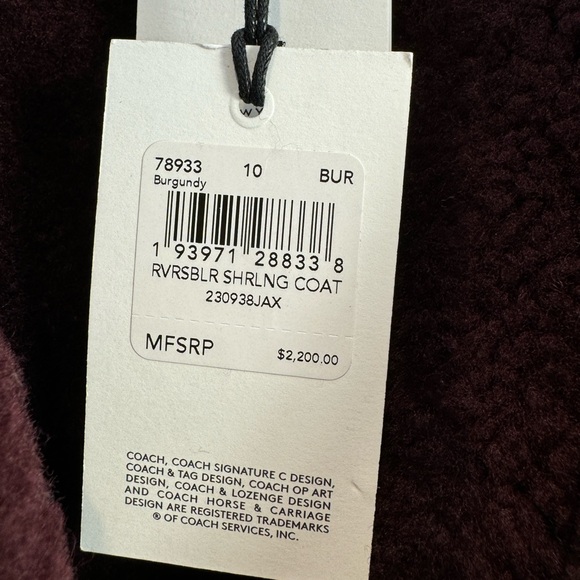 78933 10 BUR
Burgundy
1 93971 28833 8
RVRSBLR SHRLNG COAT
230938JAX
MFSRP $2,200.00
COACH, COACH SIGNATURE C DESIGN,
COACH & TAG DESIGN, COACH OP ART
DESIGN, COACH & LOZENGE DESIGN
AND COACH HORSE & CARRIAGE
DESIGN ARE REGISTERED TRADEMARKS
® OF COACH SERVICES, INC.